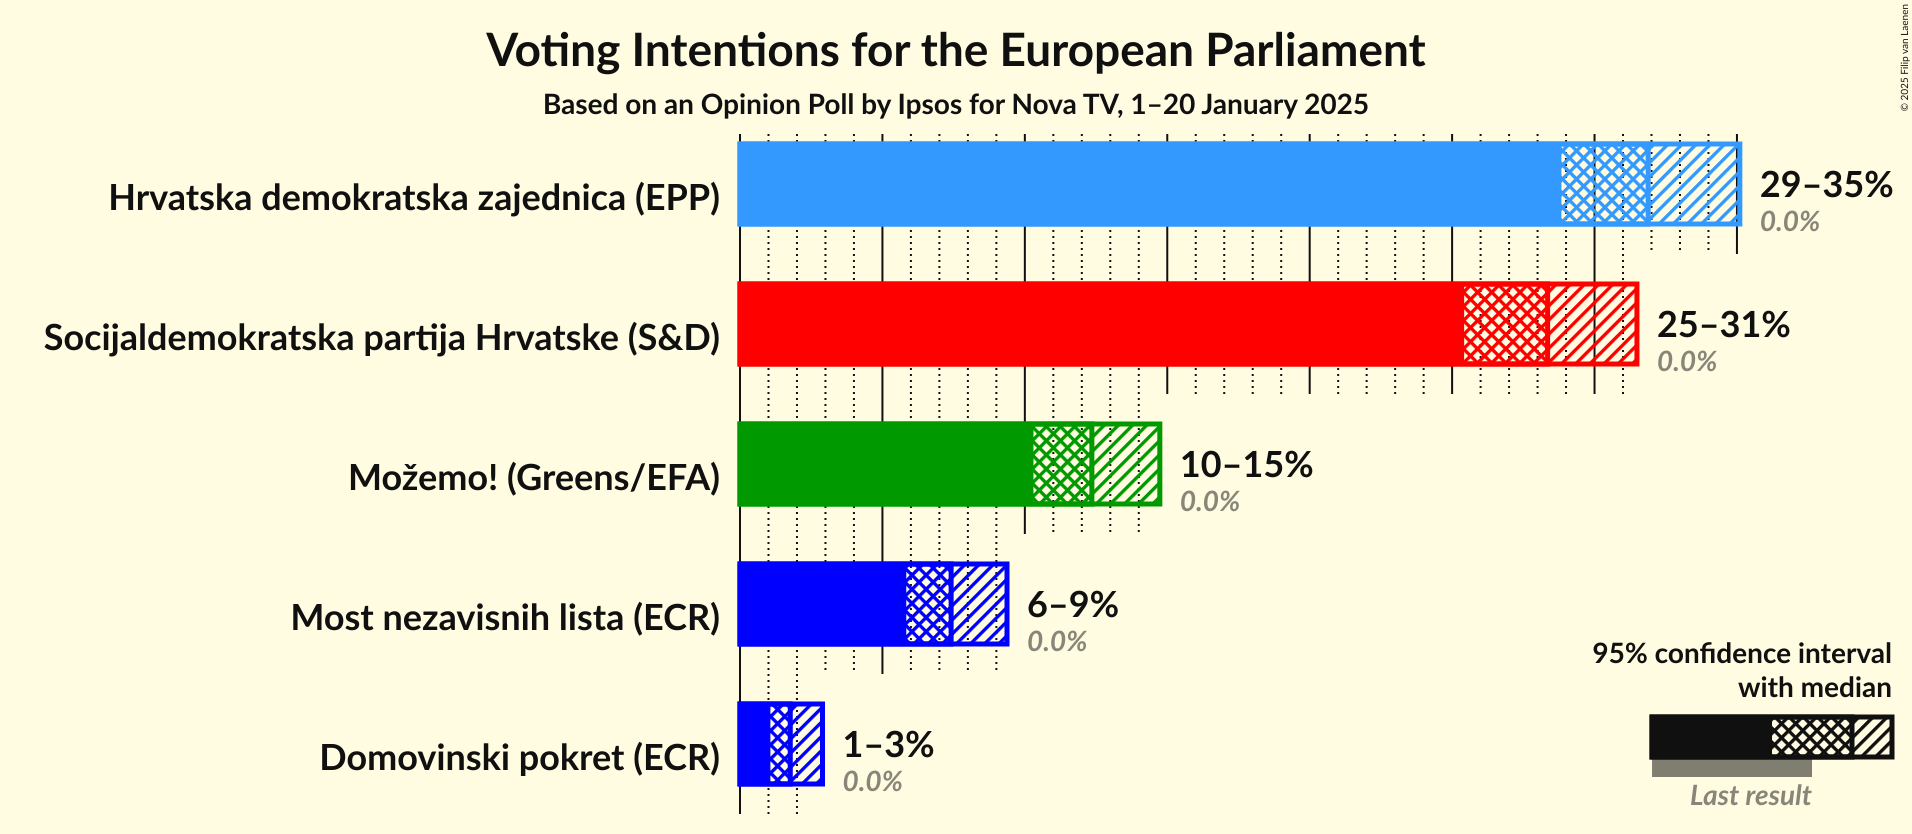 Voting Intentions for the European Parliament
Based on an Opinion Poll by Ipsos for Nova TV, 1–20 January 2025
© 2025 Filip van Laenen
Hrvatska demokratska zajednica (EPP)
29–35%
0.0%
Socijaldemokratska partija Hrvatske (S&D)
25–31%
0.0%
Možemo! (Greens/EFA)
10–15%
0.0%
Most nezavisnih lista (ECR)
6–9%
0.0%
Domovinski pokret (ECR)
1–3%
0.0%
95% confidence interval
with median
Last result